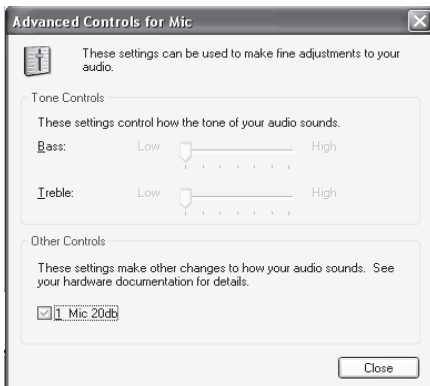 Advanced Controls for Mic
These settings can be used to make fine adjustments to your
audio.
Tone Controls
These settings control how the tone of your audio sounds.
Bass: Low High
Treble: Low High
Other Controls
These settings make other changes to how your audio sounds. See
your hardware documentation for details.
1 Mic 20db
Close